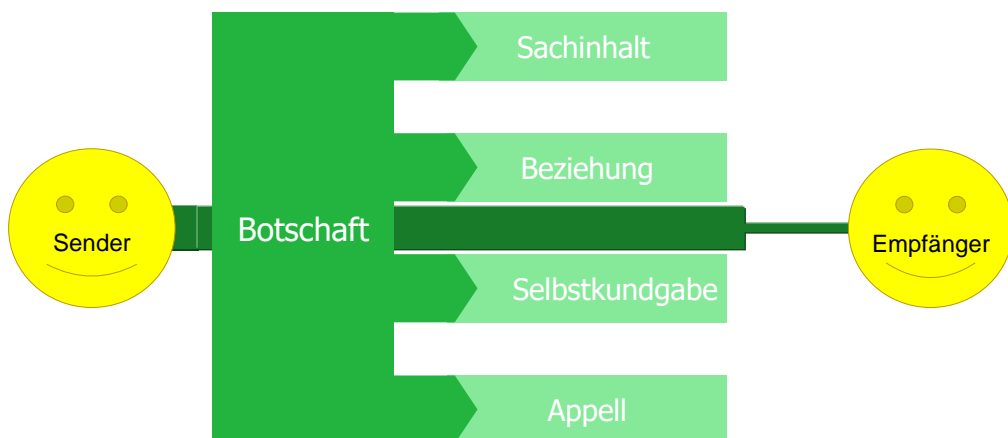 Sachinhalt
Beziehung
Sender
Botschaft
Empfänger
Selbstkundgabe
Appell